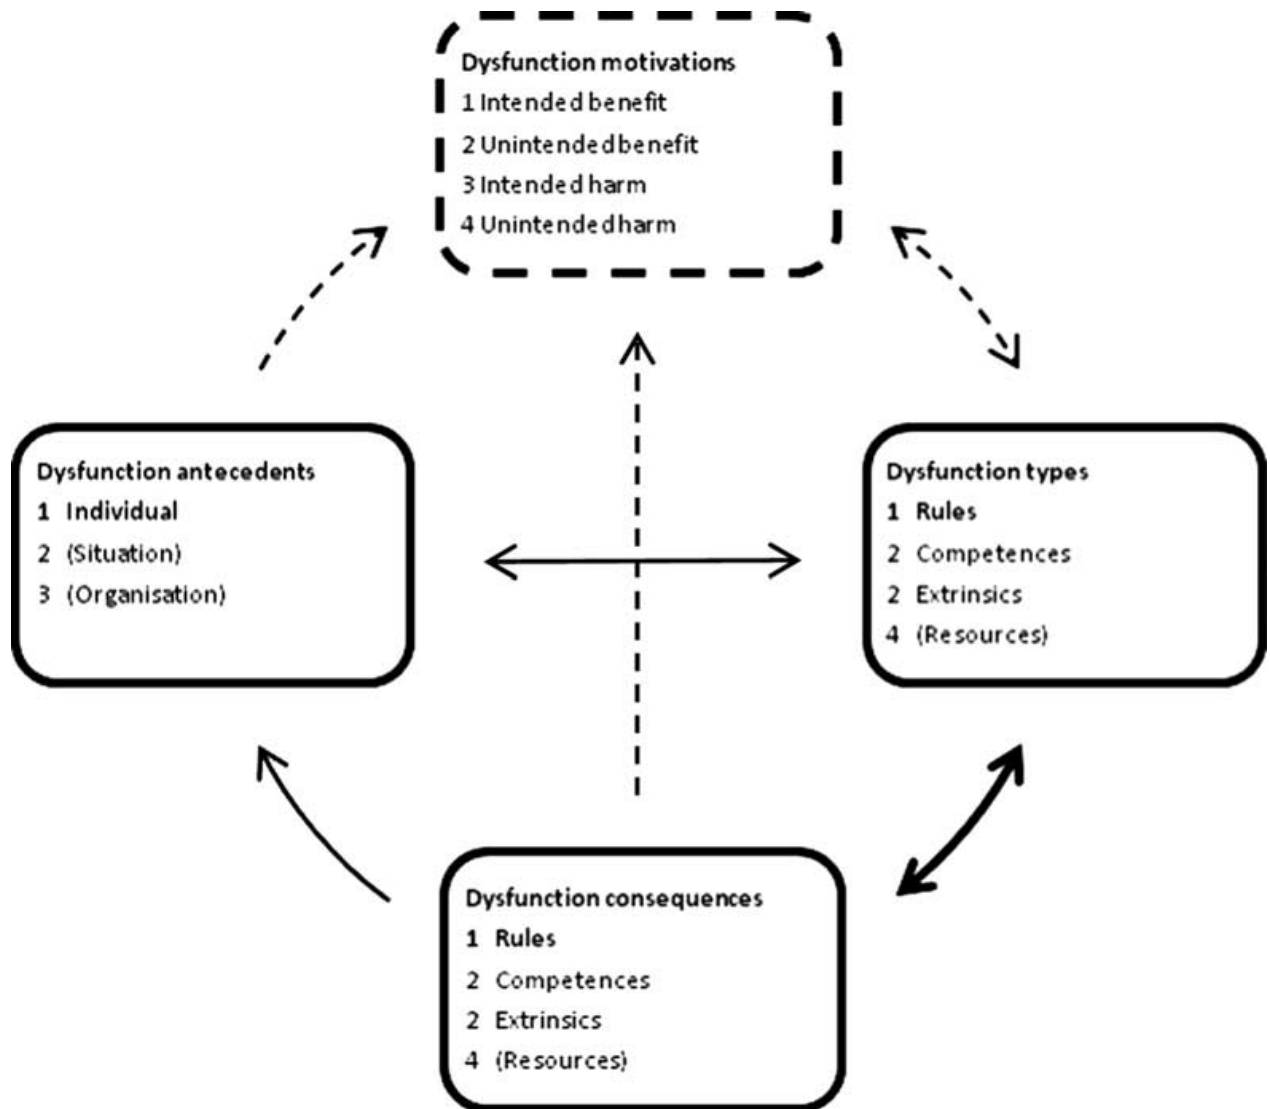 Dysfunction motivations
1 Intended benefit
2 Unintended benefit
3 Intended harm
4 Unintended harm
Dysfunction antecedents
1 Individual
2 (Situation)
3 (Organisation)
Dysfunction types
1 Rules
2 Competences
2 Extrinsics
4 (Resources)
Dysfunction consequences
1 Rules
2 Competences
2 Extrinsics
4 (Resources)